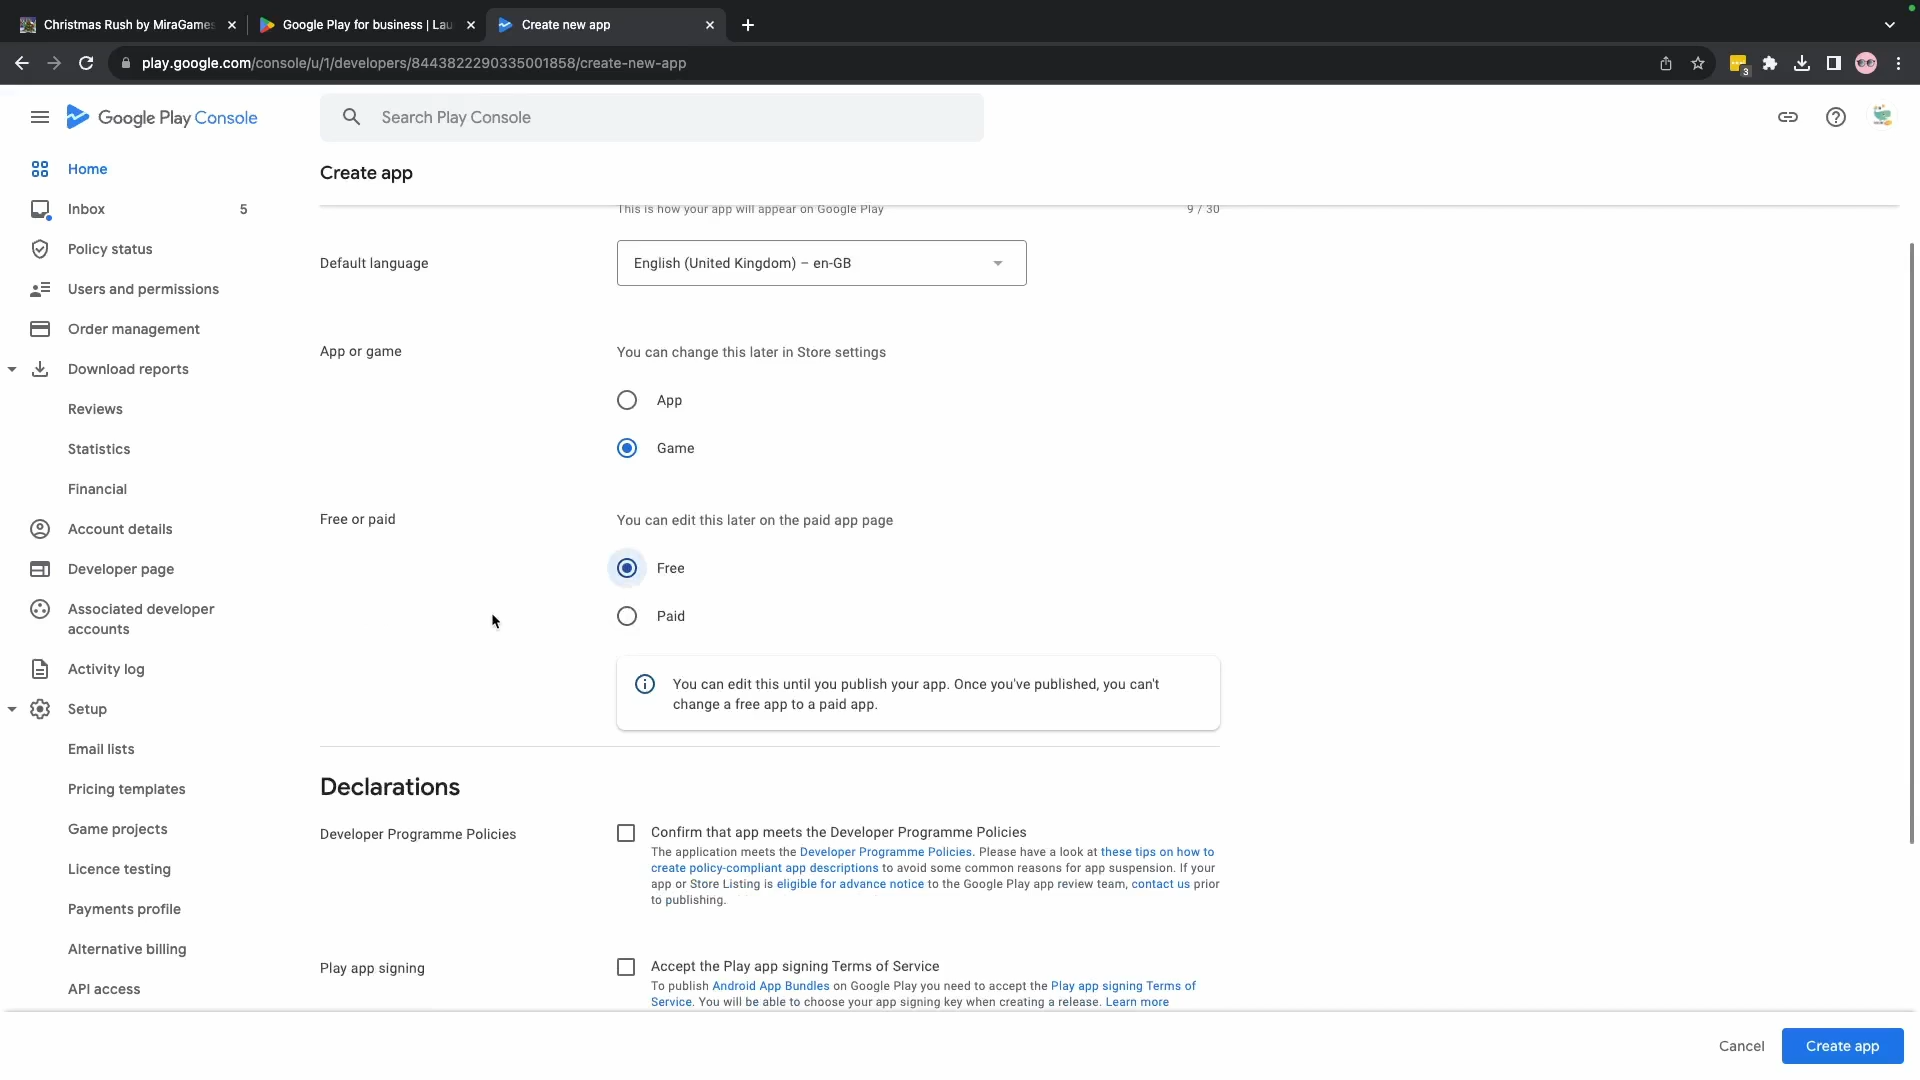 Christmas Rush by MiraGames
Google Play for business | Lau
Create new app
play.google.com/console/u/1/developers/8443822290335001858/create-new-app
3
Google Play Console
Search Play Console
Home
Inbox 5
Policy status
Users and permissions
Order management
Download reports
Reviews
Statistics
Financial
Account details
Developer page
Associated developer
accounts
Activity log
Setup
Email lists
Pricing templates
Game projects
Licence testing
Payments profile
Alternative billing
API access
Create app
This is how your app will appear on Google Play 9 / 30
Default language
English (United Kingdom) – en-GB
App or game
You can change this later in Store settings
App
Game
Free or paid
You can edit this later on the paid app page
Free
Paid
You can edit this until you publish your app. Once you've published, you can't
change a free app to a paid app.
Declarations
Developer Programme Policies
Confirm that app meets the Developer Programme Policies
The application meets the Developer Programme Policies. Please have a look at these tips on how to
create policy-compliant app descriptions to avoid some common reasons for app suspension. If your
app or Store Listing is eligible for advance notice to the Google Play app review team, contact us prior
to publishing.
Play app signing
Accept the Play app signing Terms of Service
To publish Android App Bundles on Google Play you need to accept the Play app signing Terms of
Service. You will be able to choose your app signing key when creating a release. Learn more
Cancel
Create app